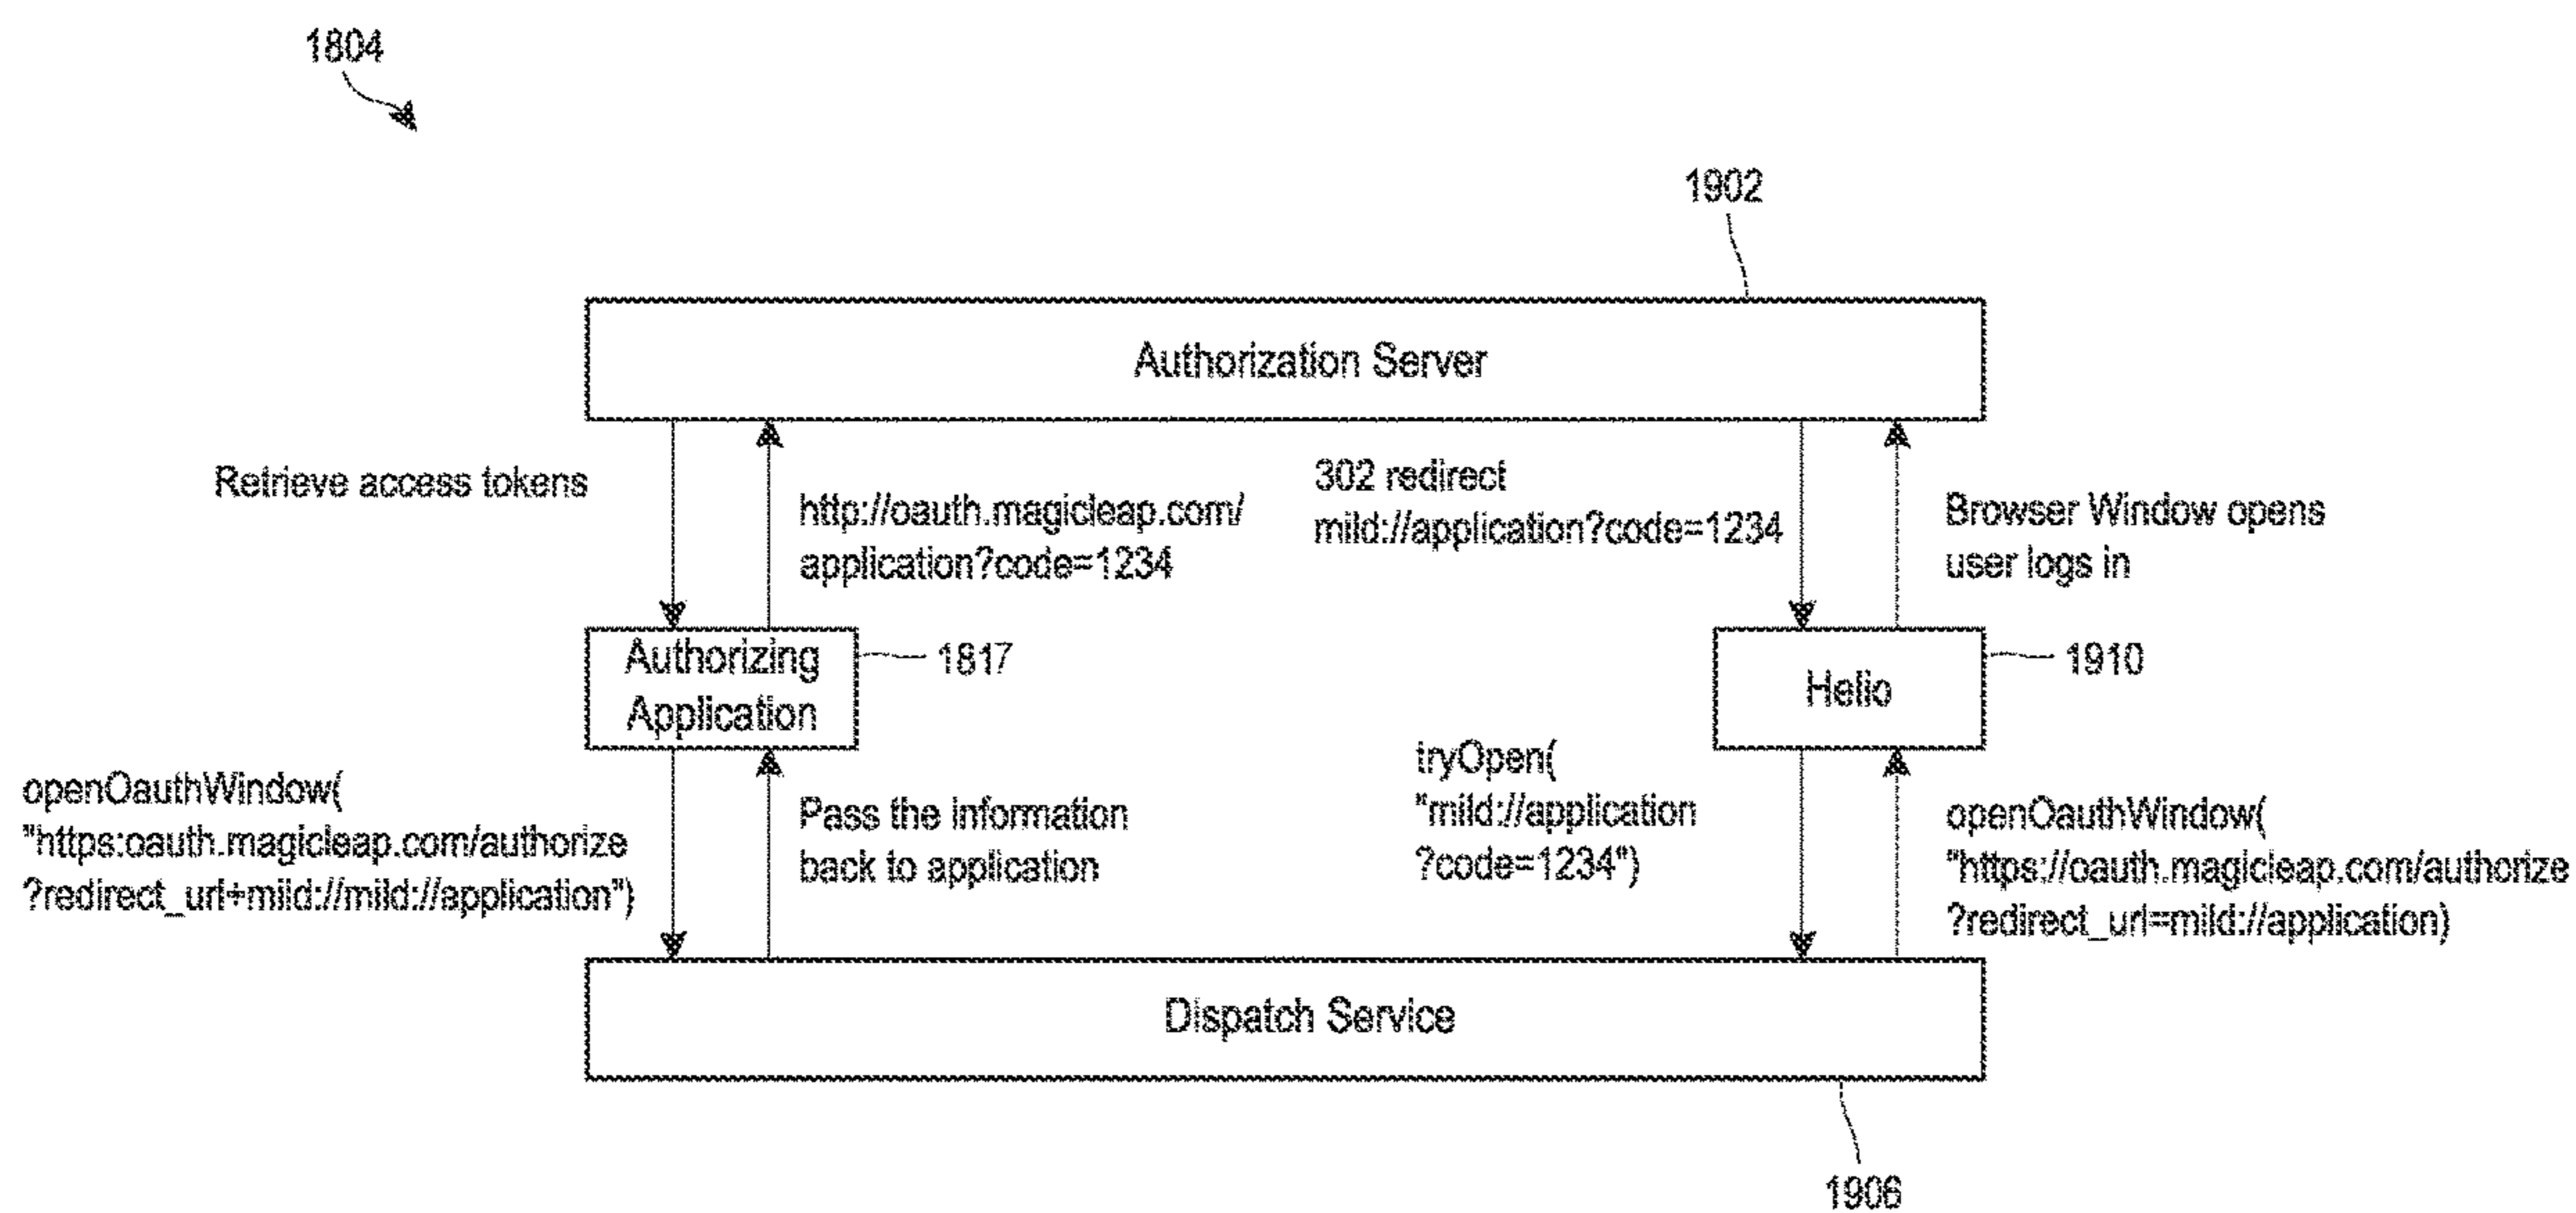 1804
1902
Authorization Server
Retrieve access tokens
http://oauth.magicleap.com/
application?code=1234
302 redirect
mild://application?code=1234
Browser Window opens
user logs in
Authorizing
Application
1817
Helio
1910
openOauthWindow(
"https:oauth.magicleap.com/authorize
?redirect_url+mild://mild://application")
Pass the information
back to application
tryOpen(
"mild://application
?code=1234")
openOauthWindow(
"https://oauth.magicleap.com/authorize
?redirect_url=mild://application)
Dispatch Service
1906